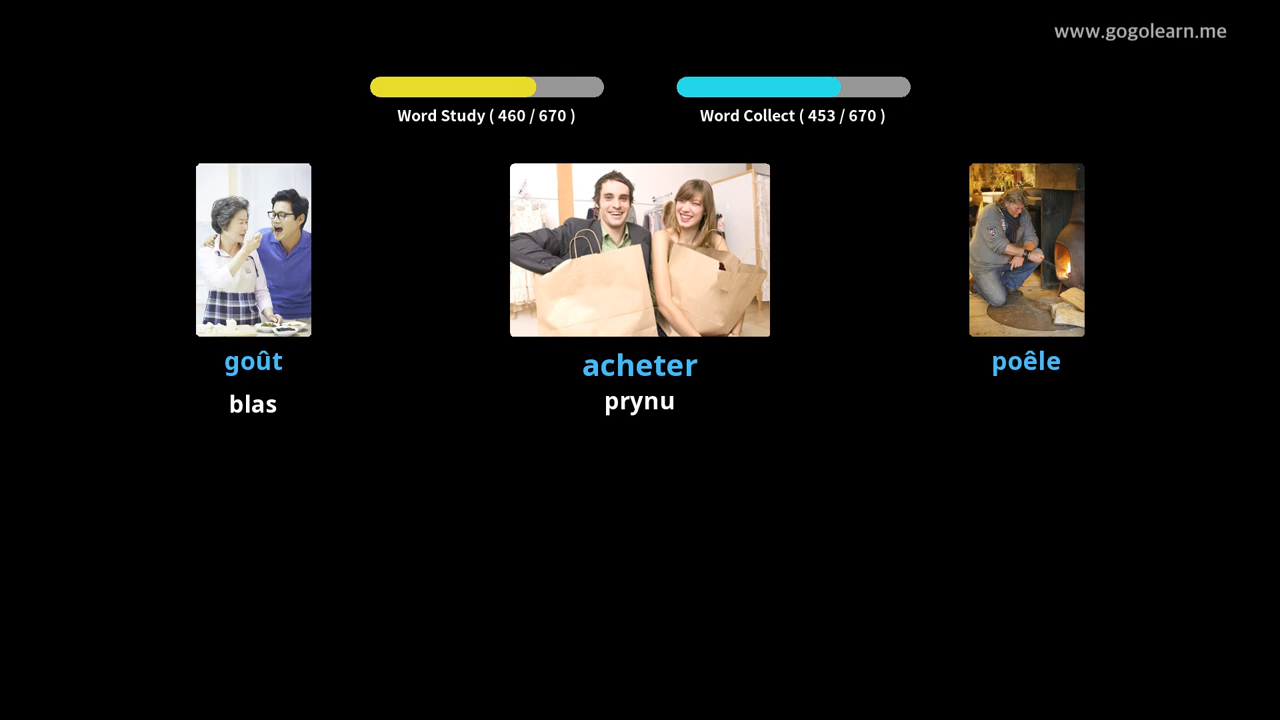 www.gogolearn.me
Word Study ( 460 / 670 )
Word Collect ( 453 / 670 )
goût
acheter
poêle
blas
prynu